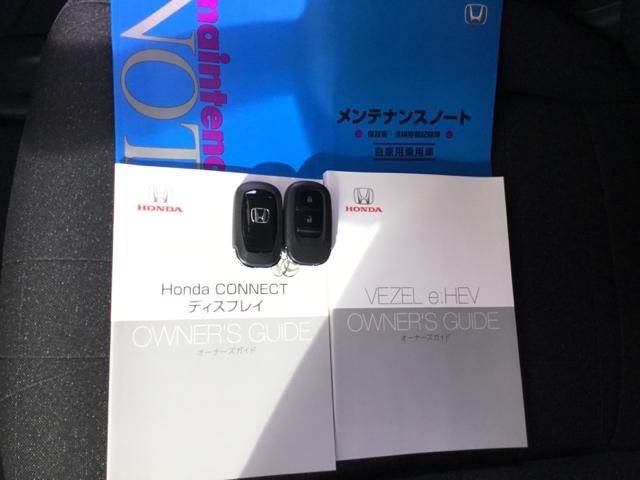 maintenance
NOTE
メンテナンスノート
保証書・点検整備記録簿
自家用乗用車
HONDA
Honda CONNECT
ディスプレイ
OWNER'S GUIDE
オーナーズガイド
HONDA
VEZEL e:HEV
OWNER'S GUIDE
オーナーズガイド